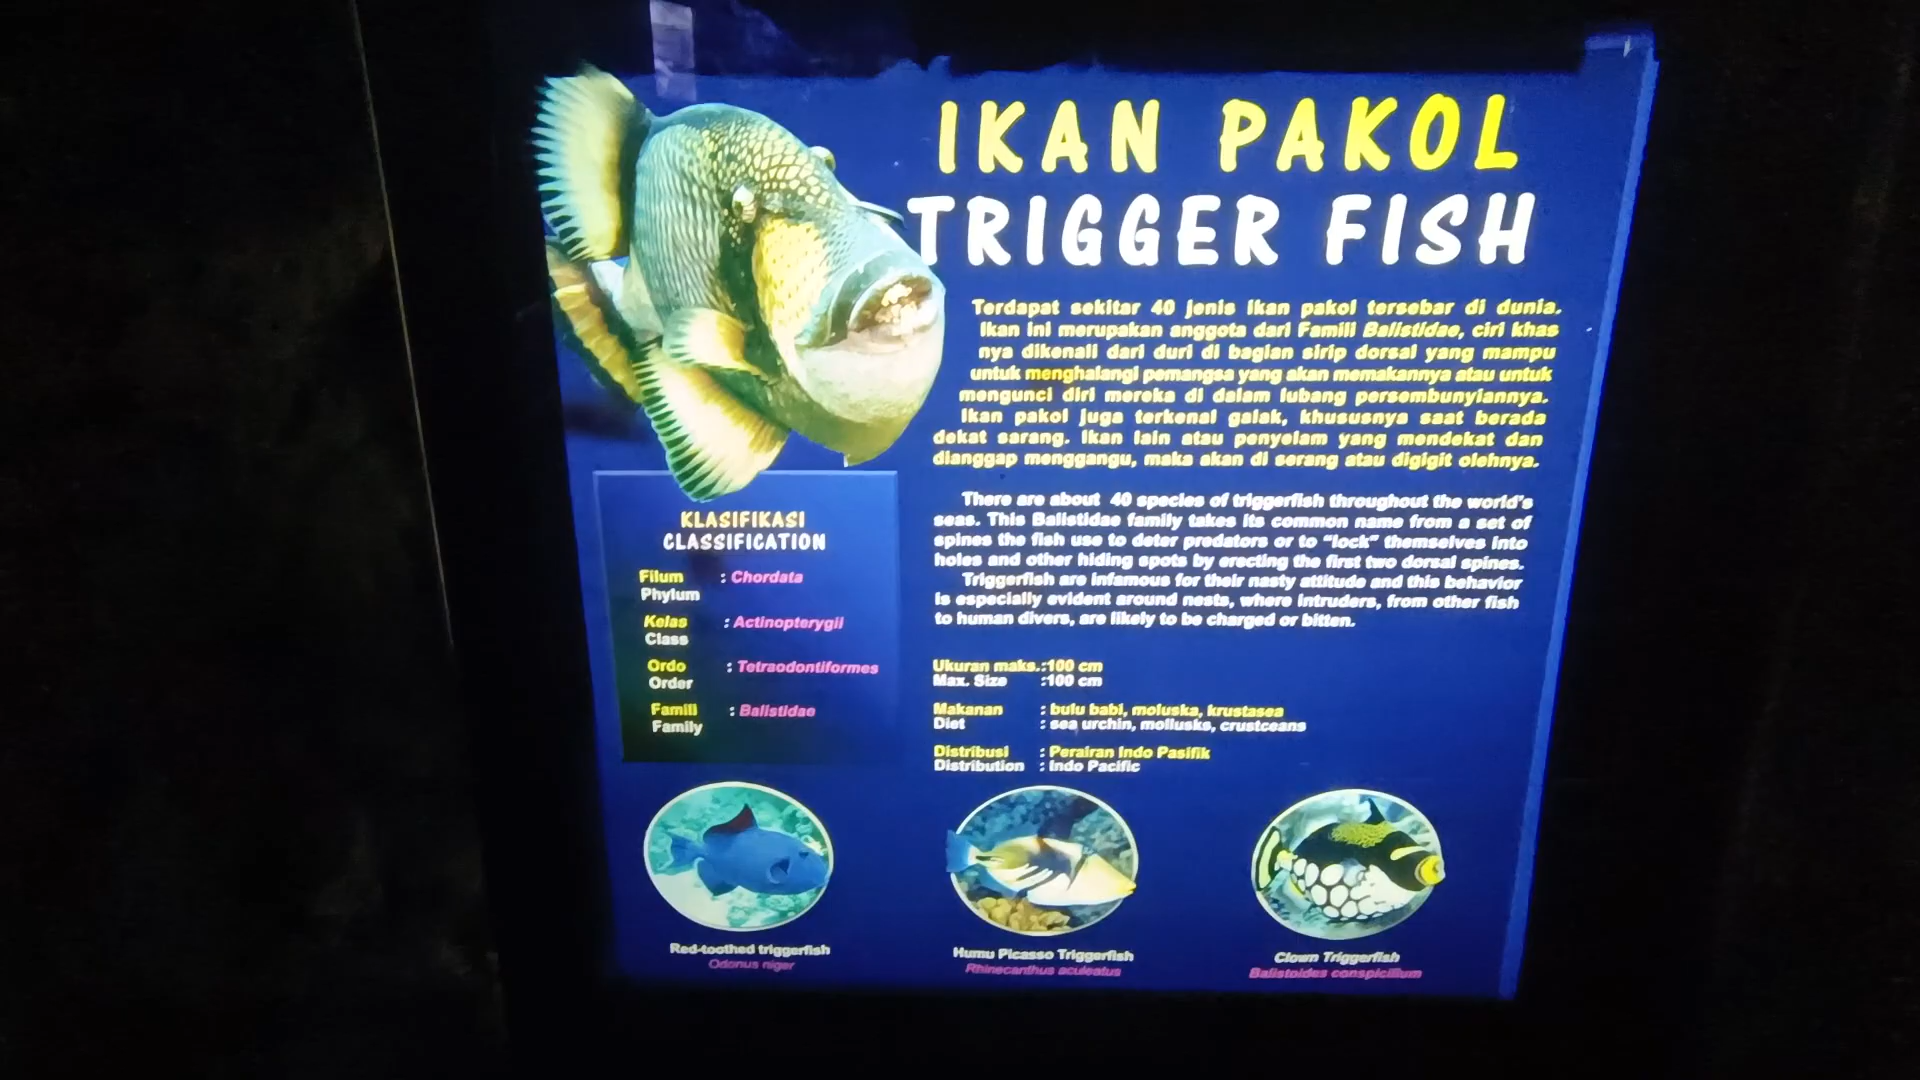 IKAN PAKOL
TRIGGER FISH
Terdapat sekitar 40 jenis ikan pakol tersebar di dunia.
Ikan ini merupakan anggota dari Famili Balistidae, ciri khas
nya dikenali dari duri di bagian sirip dorsal yang mampu
untuk menghalangi pemangsa yang akan memakannya atau untuk
mengunci diri mereka di dalam lubang persembunyiannya.
Ikan pakol juga terkenal galak, khususnya saat berada
dekat sarang. Ikan lain atau penyelam yang mendekat dan
dianggap menggangu, maka akan di serang atau digigit olehnya.
There are about 40 species of triggerfish throughout the world's
seas. This Balistidae family takes its common name from a set of
spines the fish use to deter predators or to "lock" themselves into
holes and other hiding spots by erecting the first two dorsal spines.
Triggerfish are infamous for their nasty attitude and this behavior
is especially evident around nests, where intruders, from other fish
to human divers, are likely to be charged or bitten.
Ukuran maks.:100 cm
Max. Size :100 cm
Makanan : bulu babi, moluska, krustasea
Diet : sea urchin, mollusks, crustceans
Distribusi : Perairan Indo Pasifik
Distribution : Indo Pacific
KLASIFIKASI
CLASSIFICATION
Filum : Chordata
Phylum
Kelas : Actinopterygii
Class
Ordo : Tetraodontiformes
Order
Famili : Balistidae
Family
Red-toothed triggerfish
Odonus niger
Humu Picasso Triggerfish
Rhinecanthus aculeatus
Clown Triggerfish
Balistoides conspicillium